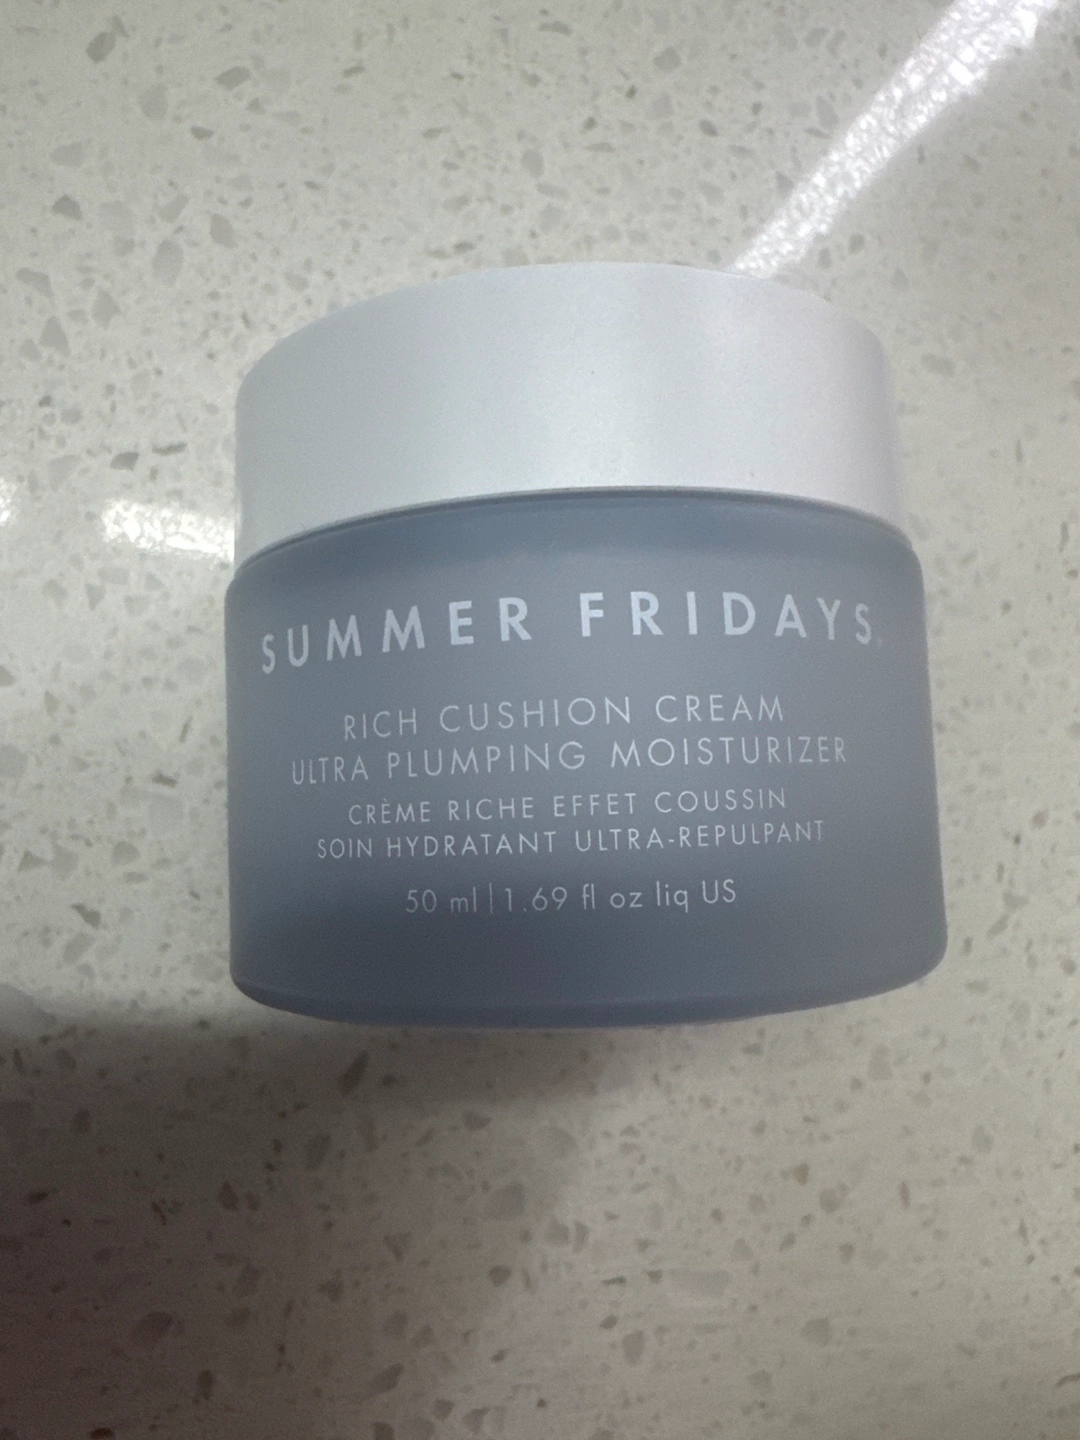 SUMMER FRIDAYS
RICH CUSHION CREAM
ULTRA PLUMPING MOISTURIZER
CRÈME RICHE EFFET COUSSIN
SOIN HYDRATANT ULTRA-REPULPANT
50 ml | 1.69 fl oz liq US